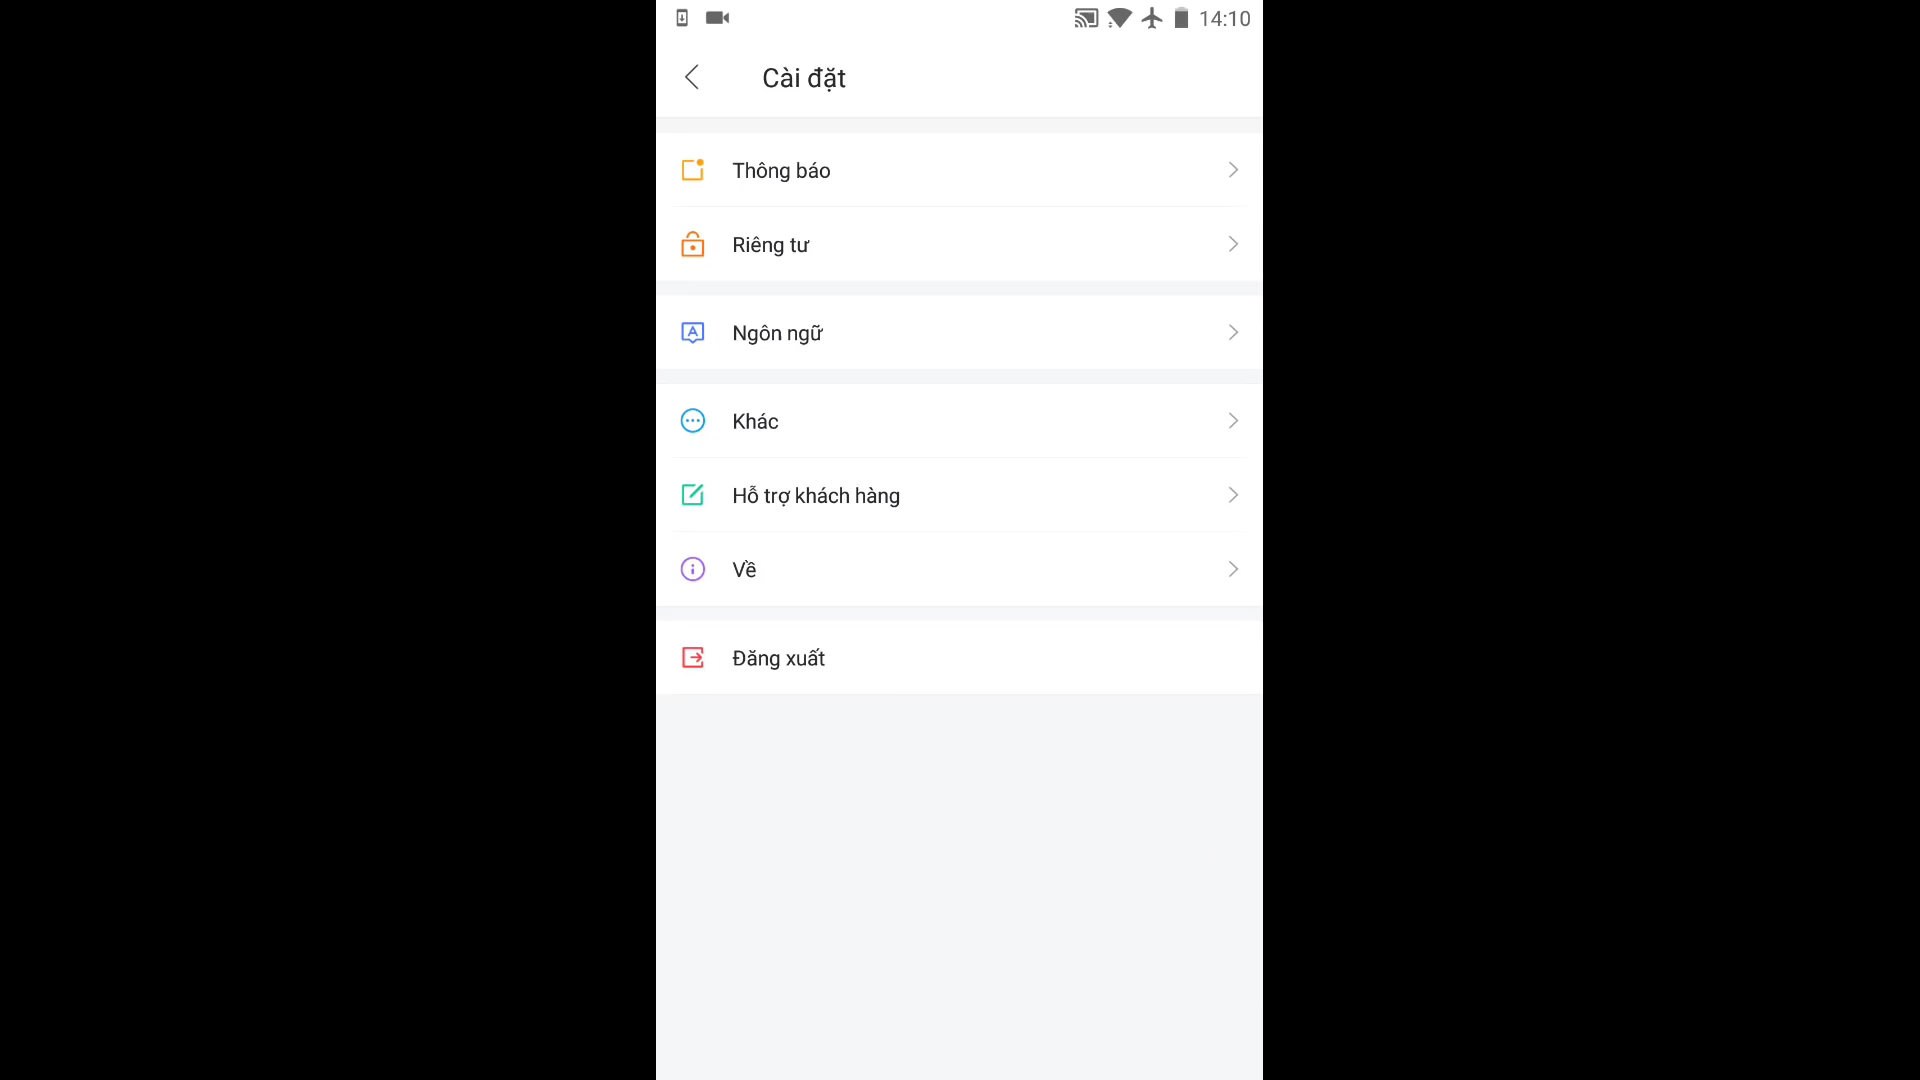 14:10
Cài đặt
Thông báo
Riêng tư
Ngôn ngữ
Khác
Hỗ trợ khách hàng
Về
Đăng xuất